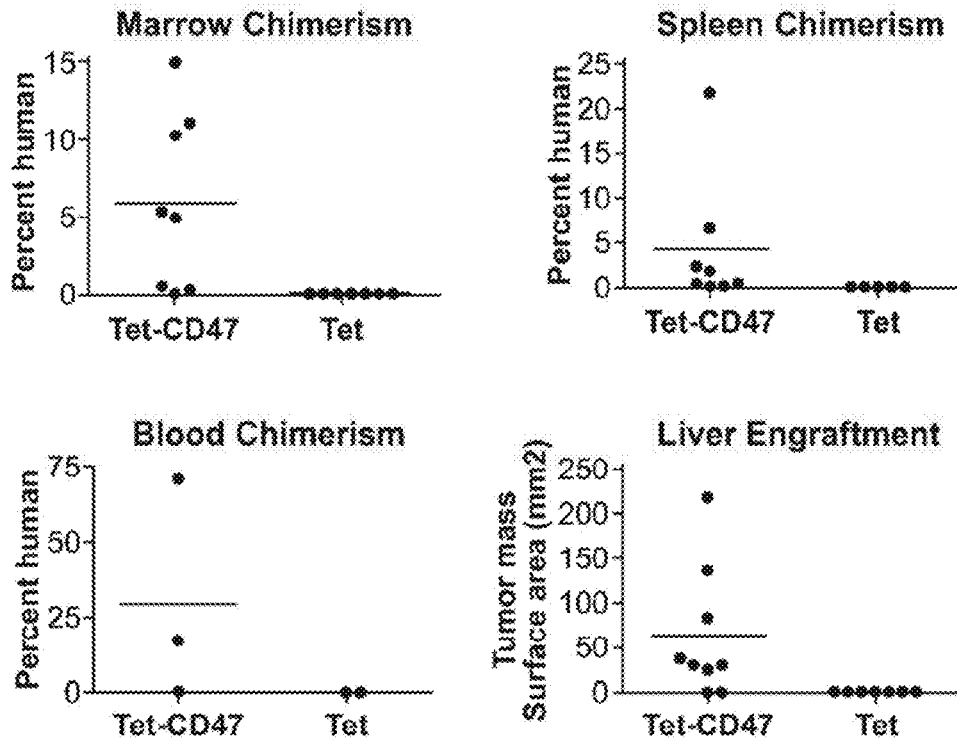 Marrow Chimerism
Percent human
15
10
5
0
Tet-CD47
Tet
Spleen Chimerism
Percent human
25
20
15
10
5
0
Tet-CD47
Tet
Blood Chimerism
Percent human
75
50
25
0
Tet-CD47
Tet
Liver Engraftment
Tumor mass
Surface area (mm2)
250
200
150
100
50
0
Tet-CD47
Tet